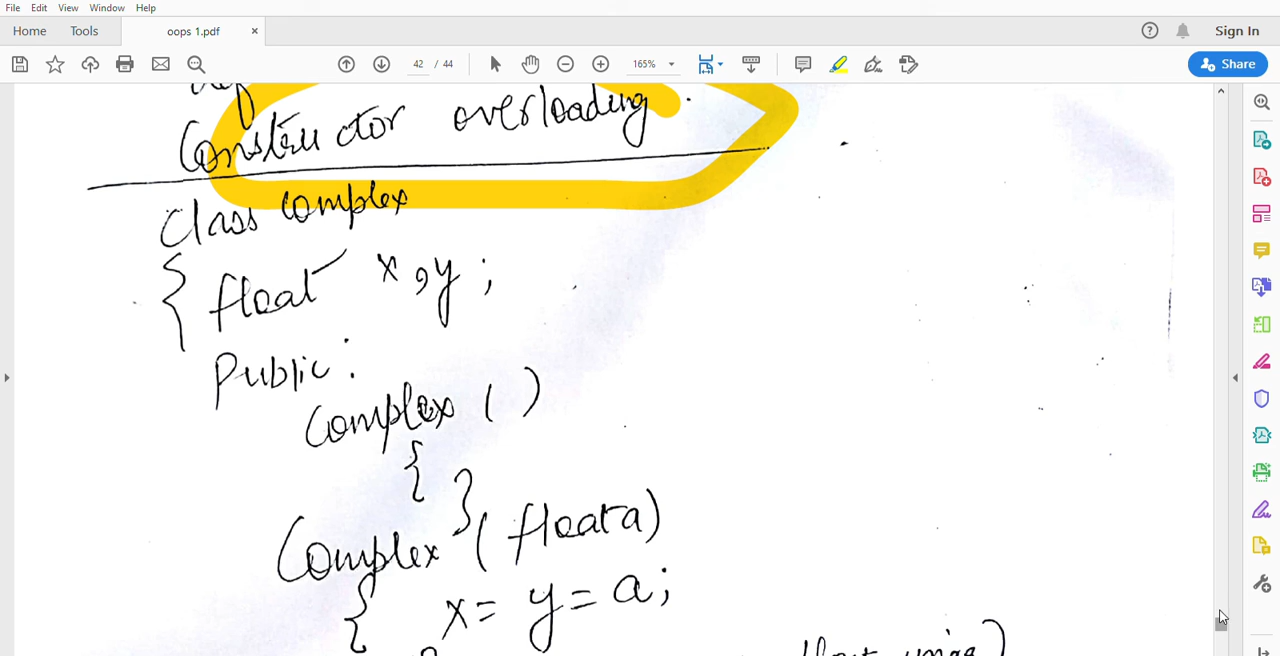 File Edit View Window Help
Home Tools oops 1.pdf × Sign In
42 / 44 165% Share
Constructor overloading.
Class complex
{ float x, y;
Public:
Complex ( )
{
}
Complex ( float a)
{ x = y = a;